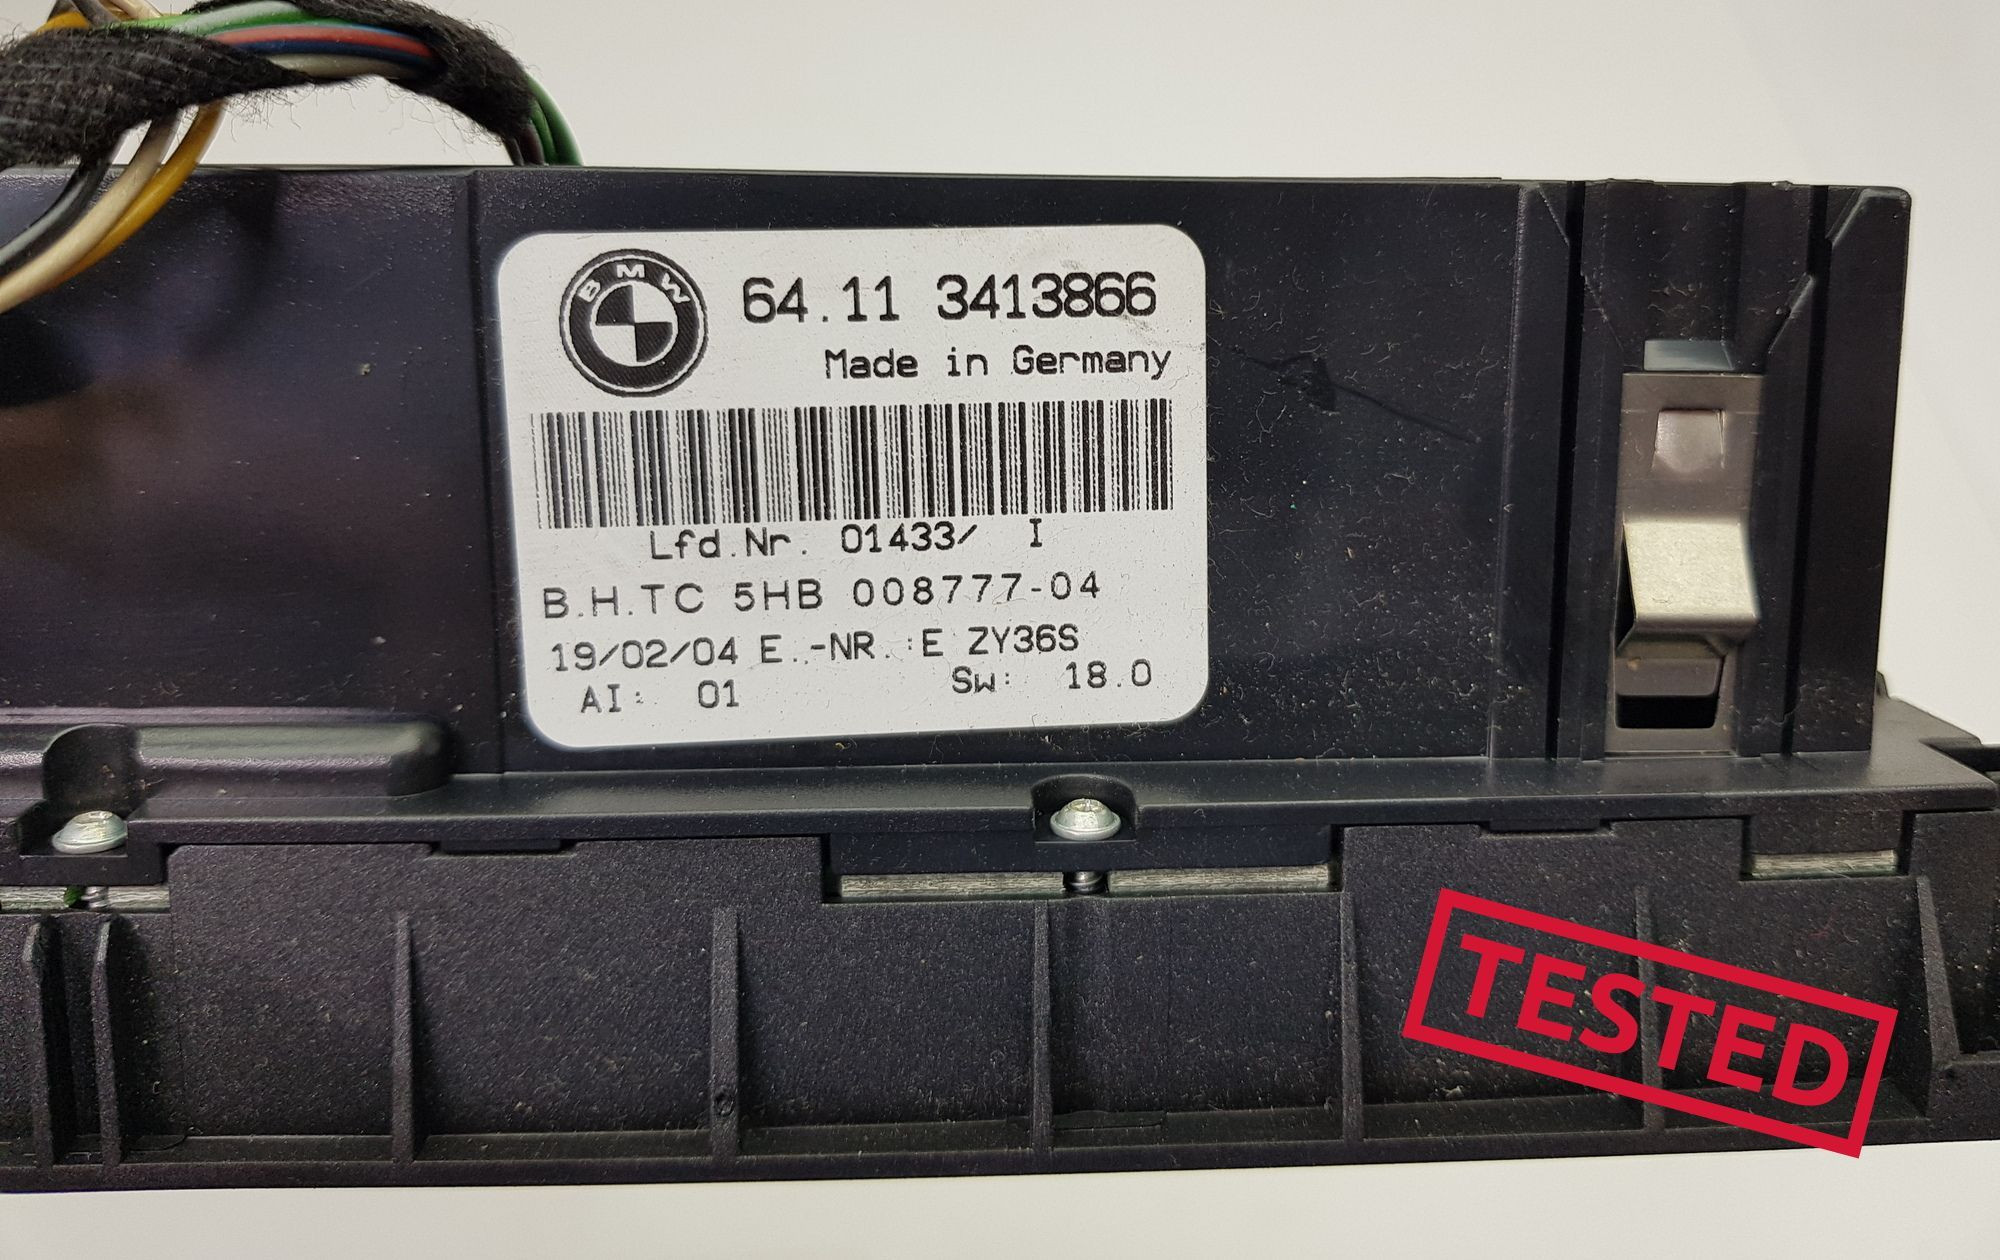 BMW
64.11 3413866
Made in Germany
Lfd.Nr. 01433/ I
B.H.TC 5HB 008777-04
19/02/04 E.-NR.:E ZY36S
AI: 01 Sw: 18.0
TESTED